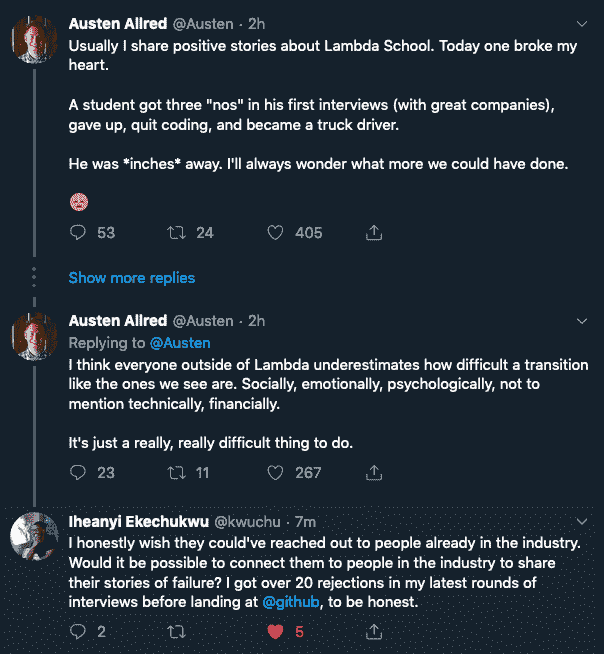 Austen Allred @Austen · 2h
Usually I share positive stories about Lambda School. Today one broke my
heart.
A student got three "nos" in his first interviews (with great companies),
gave up, quit coding, and became a truck driver.
He was *inches* away. I'll always wonder what more we could have done.
53 24 405
Show more replies
Austen Allred @Austen · 2h
Replying to @Austen
I think everyone outside of Lambda underestimates how difficult a transition
like the ones we see are. Socially, emotionally, psychologically, not to
mention technically, financially.
It's just a really, really difficult thing to do.
23 11 267
Iheanyi Ekechukwu @kwuchu · 7m
I honestly wish they could've reached out to people already in the industry.
Would it be possible to connect them to people in the industry to share
their stories of failure? I got over 20 rejections in my latest rounds of
interviews before landing at @github, to be honest.
2 5